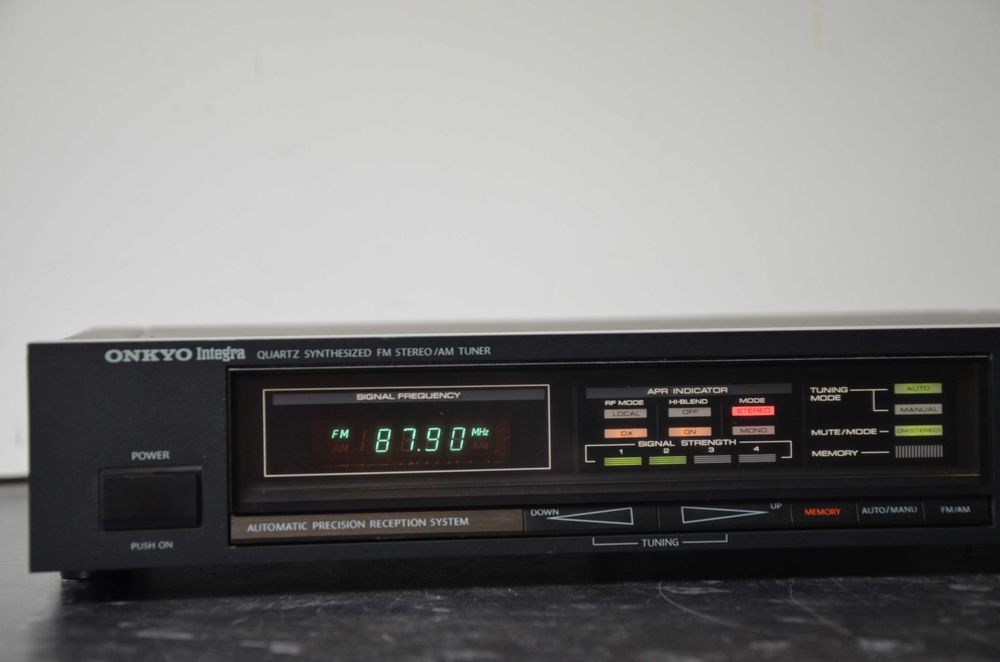 ONKYO Integra QUARTZ SYNTHESIZED FM STEREO/AM TUNER
SIGNAL FREQUENCY
FM 87.90 MHz
AM kHz
APR INDICATOR
RF MODE HI-BLEND MODE
LOCAL OFF STEREO
DX ON MONO
SIGNAL STRENGTH
1 2 3 4
TUNING MODE
AUTO
MANUAL
MUTE/MODE ON(STEREO)
MEMORY
POWER
PUSH ON
AUTOMATIC PRECISION RECEPTION SYSTEM
DOWN UP
TUNING
MEMORY
AUTO/MANU
FM/AM